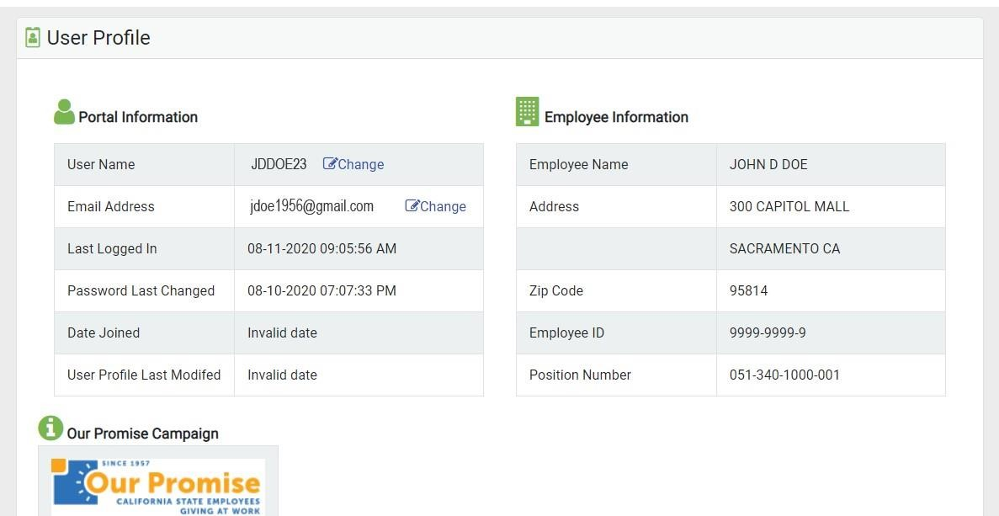 User Profile
Portal Information
User Name JDDOE23 Change
Email Address jdoe1956@gmail.com Change
Last Logged In 08-11-2020 09:05:56 AM
Password Last Changed 08-10-2020 07:07:33 PM
Date Joined Invalid date
User Profile Last Modifed Invalid date
Employee Information
Employee Name JOHN D DOE
Address 300 CAPITOL MALL
SACRAMENTO CA
Zip Code 95814
Employee ID 9999-9999-9
Position Number 051-340-1000-001
Our Promise Campaign
SINCE 1957
Our Promise
CALIFORNIA STATE EMPLOYEES
GIVING AT WORK